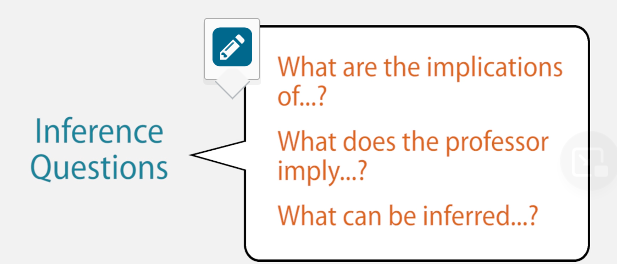 Inference
Questions
What are the implications
of...?
What does the professor
imply...?
What can be inferred...?